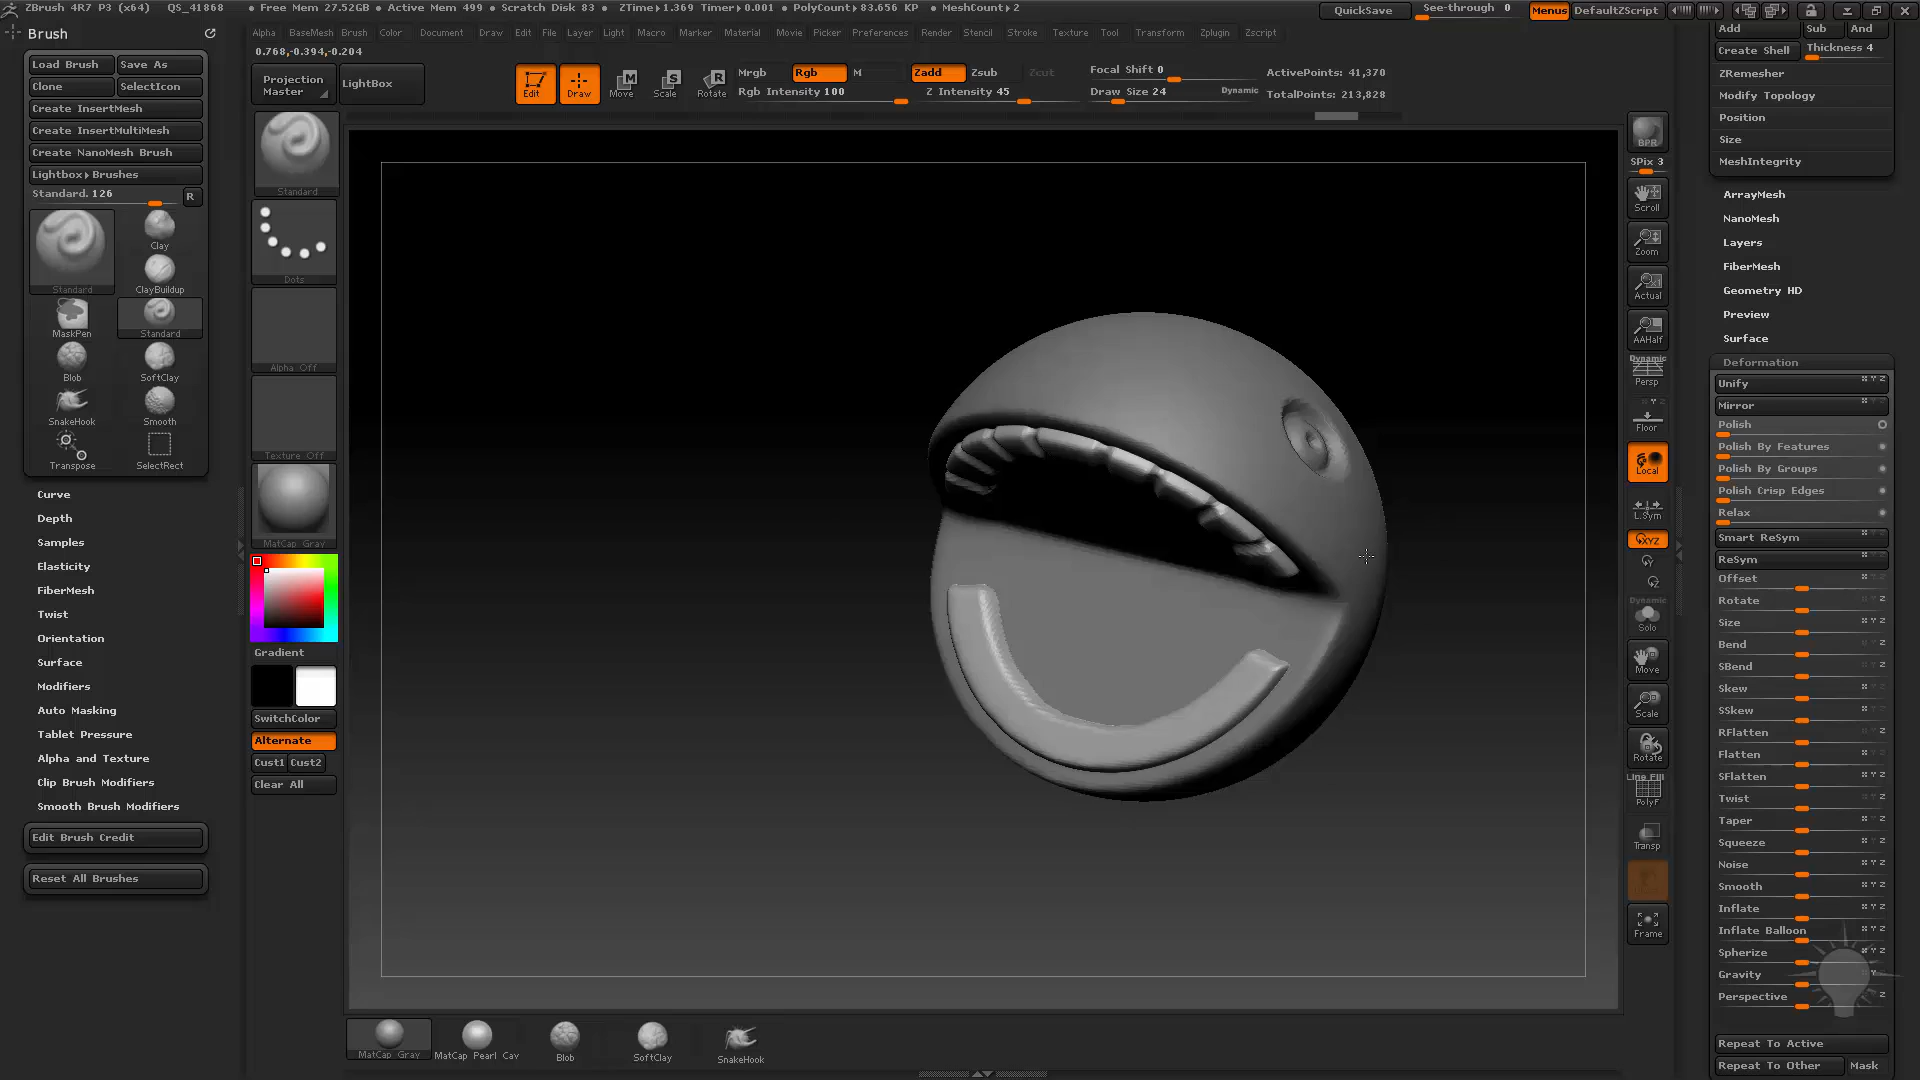 ZBrush 4R7 P3 (x64) QS_41868 • Free Mem 27.52GB • Active Mem 499 • Scratch Disk 83 • ZTime▸1.369 Timer▸0.001 • PolyCount▸83.656 KP • MeshCount▸2
QuickSave See-through 0 Menus DefaultZScript
Brush
Alpha BaseMesh Brush Color Document Draw Edit File Layer Light Macro Marker Material Movie Picker Preferences Render Stencil Stroke Texture Tool Transform Zplugin Zscript
0.768,-0.394,-0.204
Load Brush Save As
Clone SelectIcon
Create InsertMesh
Create InsertMultiMesh
Create NanoMesh Brush
Lightbox▸Brushes
Standard. 126 R
Standard
Clay
ClayBuildup
MaskPen
Standard
Blob
SoftClay
SnakeHook
Smooth
Transpose
SelectRect
Curve
Depth
Samples
Elasticity
FiberMesh
Twist
Orientation
Surface
Modifiers
Auto Masking
Tablet Pressure
Alpha and Texture
Clip Brush Modifiers
Smooth Brush Modifiers
Edit Brush Credit
Reset All Brushes
Projection Master
LightBox
Edit
Draw
Move
Scale
Rotate
Mrgb Rgb M
Rgb Intensity 100
Zadd Zsub Zcut
Z Intensity 45
Focal Shift 0
Draw Size 24 Dynamic
ActivePoints: 41,370
TotalPoints: 213,828
Standard
Dots
Alpha Off
Texture Off
MatCap Gray
Gradient
SwitchColor
Alternate
Cust1 Cust2
Clear All
MatCap Gray
MatCap Pearl Cav
Blob
SoftClay
SnakeHook
BPR
SPix 3
Scroll
Zoom
Actual
AAHalf
Dynamic
Persp
Floor
Local
L.Sym
XYZ
Y
Z
Dynamic
Solo
Move
Scale
Rotate
Line Fill
PolyF
Transp
Frame
Add Sub And
Create Shell Thickness 4
ZRemesher
Modify Topology
Position
Size
MeshIntegrity
ArrayMesh
NanoMesh
Layers
FiberMesh
Geometry HD
Preview
Surface
Deformation
Unify
Mirror
Polish
Polish By Features
Polish By Groups
Polish Crisp Edges
Relax
Smart ReSym
ReSym
Offset
Rotate
Size
Bend
SBend
Skew
SSkew
RFlatten
Flatten
SFlatten
Twist
Taper
Squeeze
Noise
Smooth
Inflate
Inflate Balloon
Spherize
Gravity
Perspective
Repeat To Active
Repeat To Other Mask